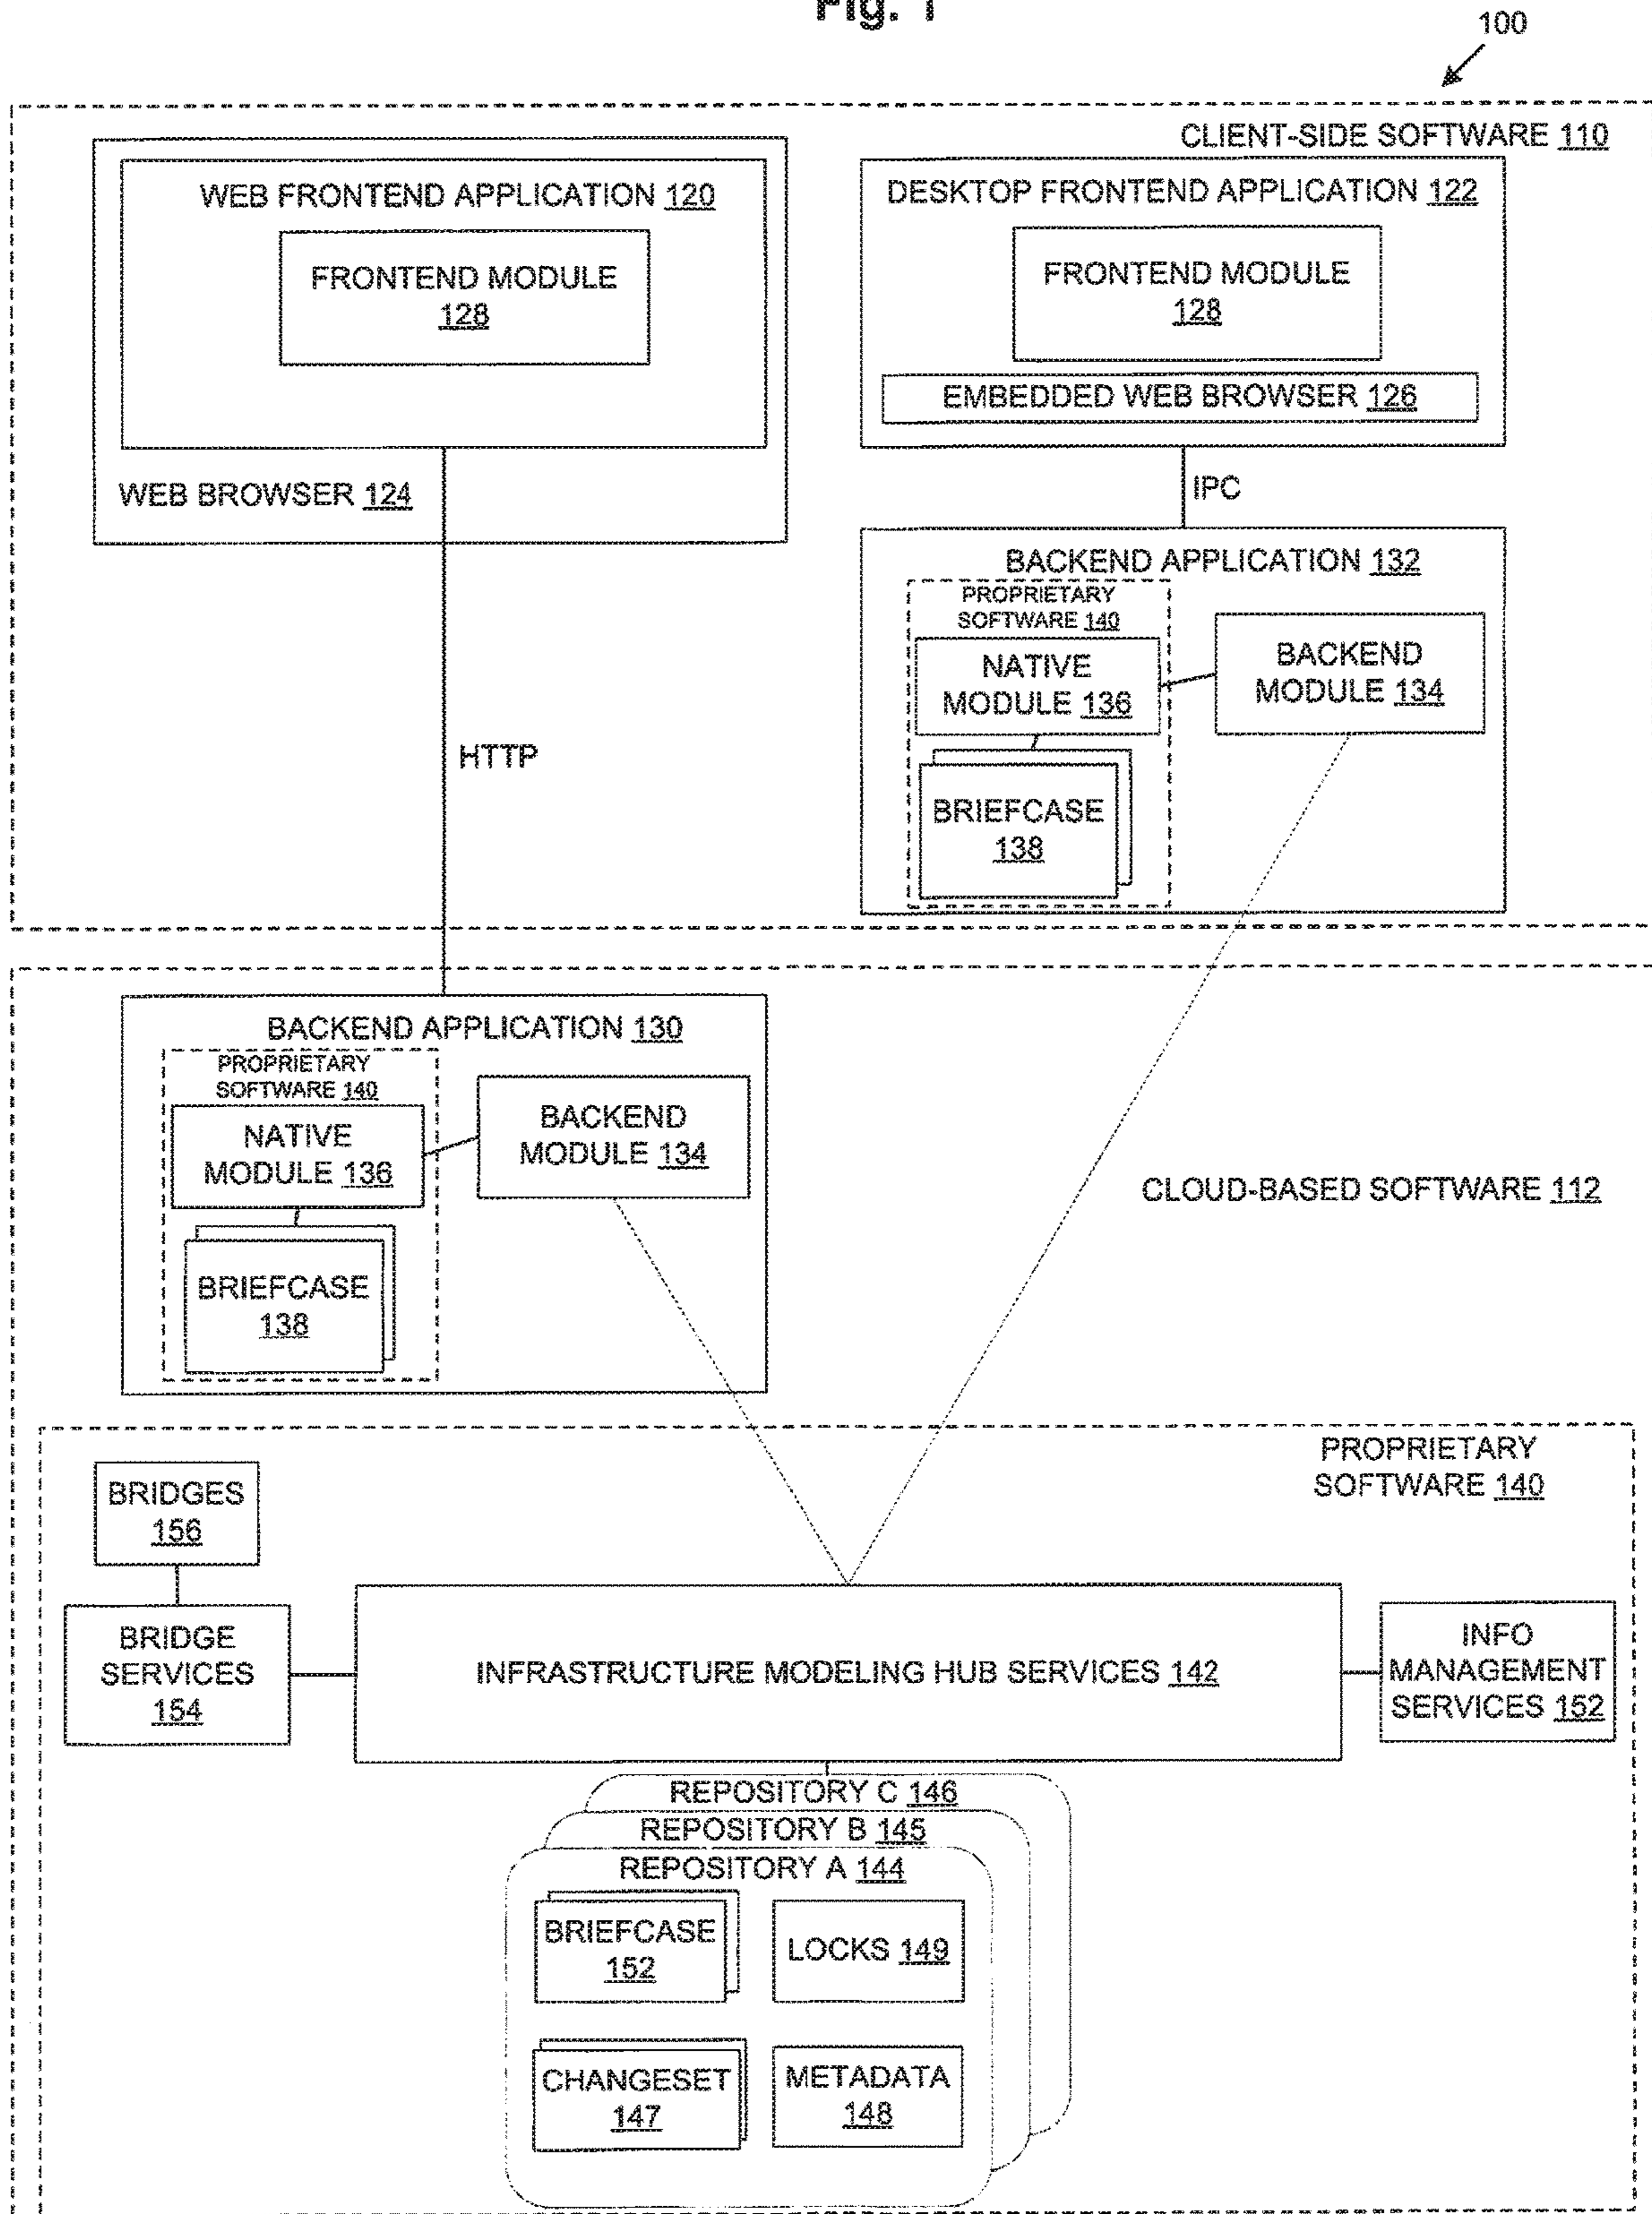 Fig. 1
100
CLIENT-SIDE SOFTWARE 110
WEB FRONTEND APPLICATION 120
FRONTEND MODULE
128
WEB BROWSER 124
DESKTOP FRONTEND APPLICATION 122
FRONTEND MODULE
128
EMBEDDED WEB BROWSER 126
IPC
BACKEND APPLICATION 132
PROPRIETARY
SOFTWARE 140
NATIVE
MODULE 136
BACKEND
MODULE 134
BRIEFCASE
138
HTTP
BACKEND APPLICATION 130
PROPRIETARY
SOFTWARE 140
NATIVE
MODULE 136
BACKEND
MODULE 134
BRIEFCASE
138
CLOUD-BASED SOFTWARE 112
PROPRIETARY
SOFTWARE 140
BRIDGES
156
BRIDGE
SERVICES
154
INFRASTRUCTURE MODELING HUB SERVICES 142
INFO
MANAGEMENT
SERVICES 152
REPOSITORY C 146
REPOSITORY B 145
REPOSITORY A 144
BRIEFCASE
152
LOCKS 149
CHANGESET
147
METADATA
148